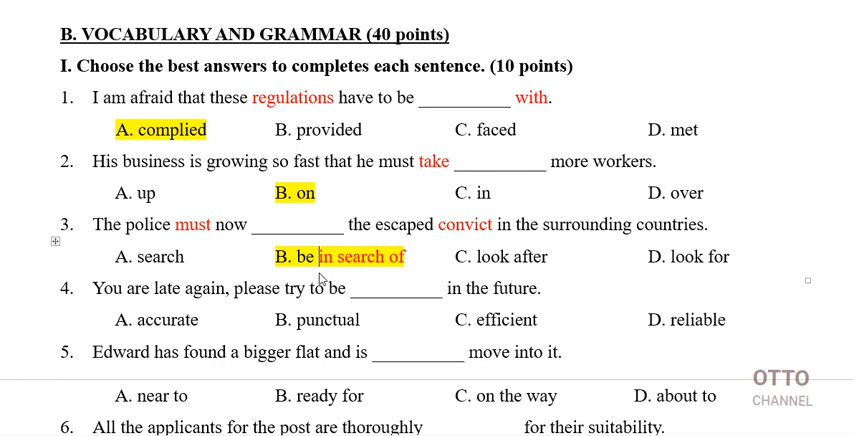 B. VOCABULARY AND GRAMMAR (40 points)
I. Choose the best answers to completes each sentence. (10 points)
1. I am afraid that these regulations have to be __________ with.
A. complied B. provided C. faced D. met
2. His business is growing so fast that he must take __________ more workers.
A. up B. on C. in D. over
3. The police must now __________ the escaped convict in the surrounding countries.
A. search B. be in search of C. look after D. look for
4. You are late again, please try to be __________ in the future.
A. accurate B. punctual C. efficient D. reliable
5. Edward has found a bigger flat and is __________ move into it.
A. near to B. ready for C. on the way D. about to
OTTO
CHANNEL
6. All the applicants for the post are thoroughly __________ for their suitability.